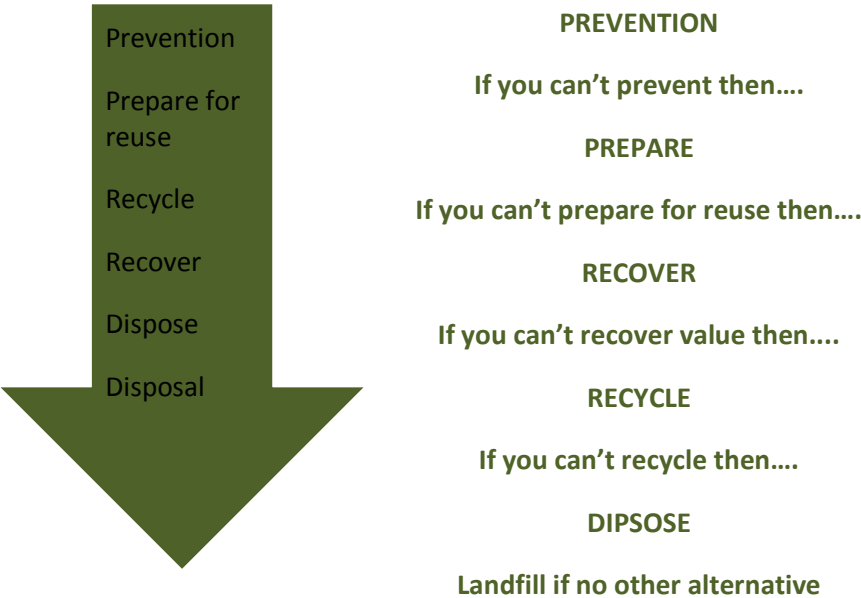 Prevention
Prepare for
reuse
Recycle
Recover
Dispose
Disposal
PREVENTION
If you can’t prevent then….
PREPARE
If you can’t prepare for reuse then….
RECOVER
If you can’t recover value then....
RECYCLE
If you can’t recycle then….
DIPSOSE
Landfill if no other alternative